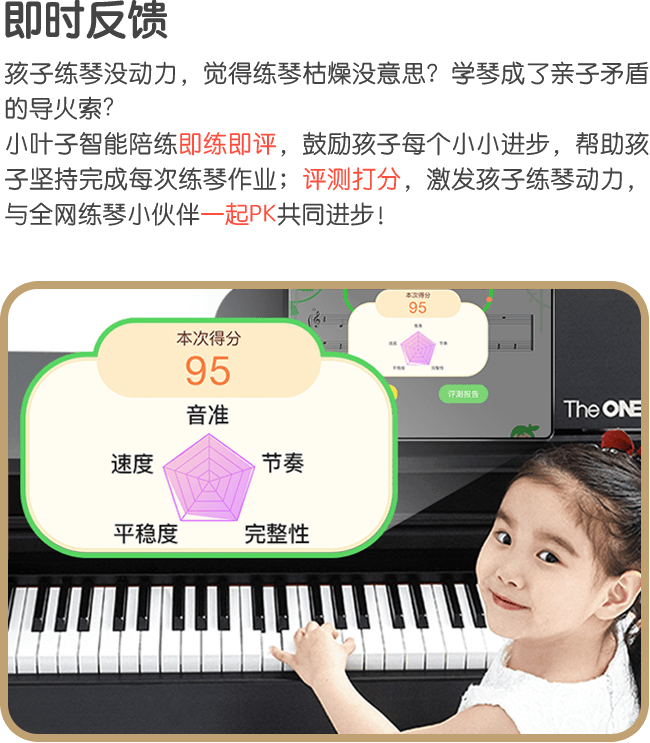 即时反馈
孩子练琴没动力，觉得练琴枯燥没意思？学琴成了亲子矛盾
的导火索？
小叶子智能陪练即练即评，鼓励孩子每个小小进步，帮助孩
子坚持完成每次练琴作业；评测打分，激发孩子练琴动力，
与全网练琴小伙伴一起PK共同进步！
本次得分
95
音准
速度
节奏
平稳度
完整性
本次得分
95
音准
速度
节奏
平稳度
完整性
评测报告
The ONE